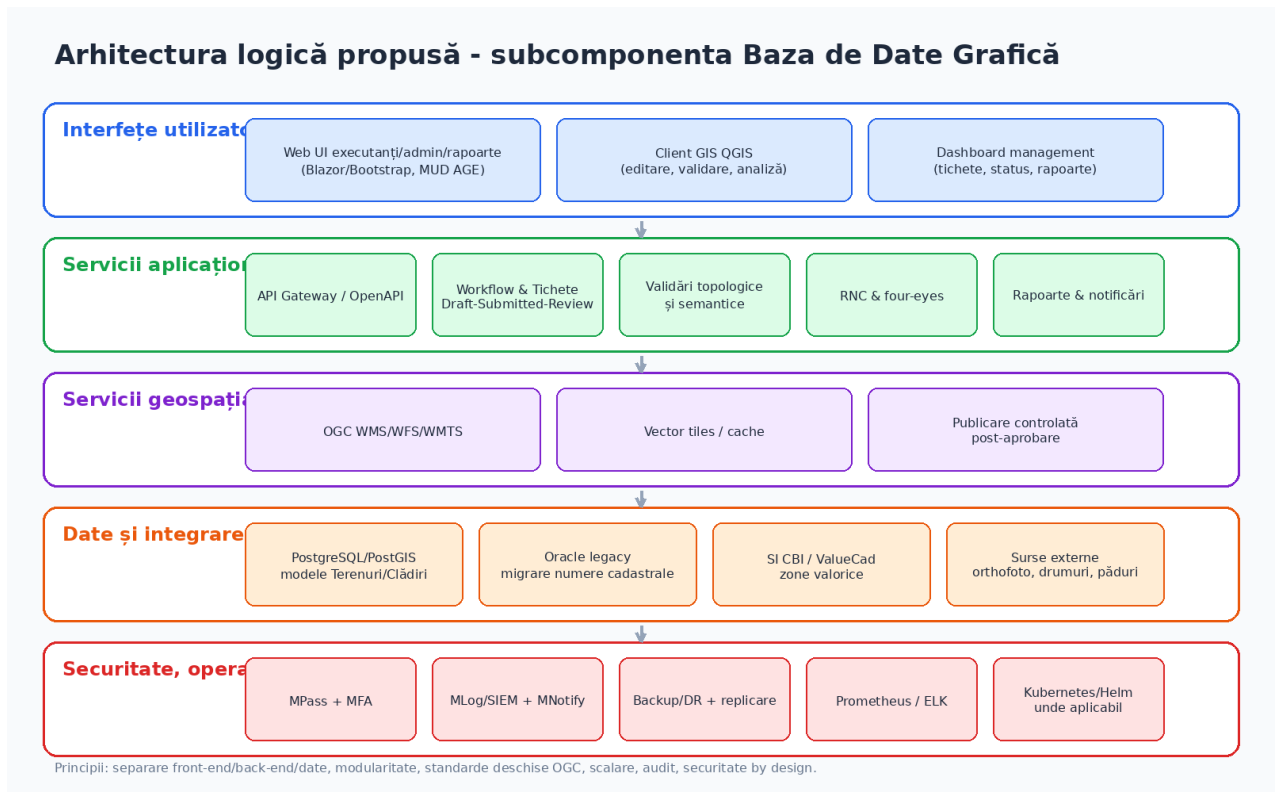 Arhitectura logică propusă - subcomponenta Baza de Date Grafică
Interfețe
Web UI executanți/admin/rapoarte
(Blazor/Bootstrap, MUD AGE)
Client GIS QGIS
(editare, validare, analiză)
Dashboard management
(tichete, status, rapoarte)
Servicii
API Gateway / OpenAPI
Workflow & Tichete
Draft-Submitted-Review
Validări topologice
și semantice
RNC & four-eyes
Rapoarte & notificări
Servicii
OGC WMS/WFS/WMTS
Vector tiles / cache
Publicare controlată
post-aprobare
Date și integrare
PostgreSQL/PostGIS
modele Terenuri/Clădiri
Oracle legacy
migrare numere cadastrale
SI CBI / ValueCad
zone valorice
Surse externe
orthofoto, drumuri, păduri
Securitate,
MPass + MFA
MLog/SIEM + MNotify
Backup/DR + replicare
Prometheus / ELK
Kubernetes/Helm
unde aplicabil
Principii: separare front-end/back-end/date, modularitate, standarde deschise OGC, scalare, audit, securitate by design.